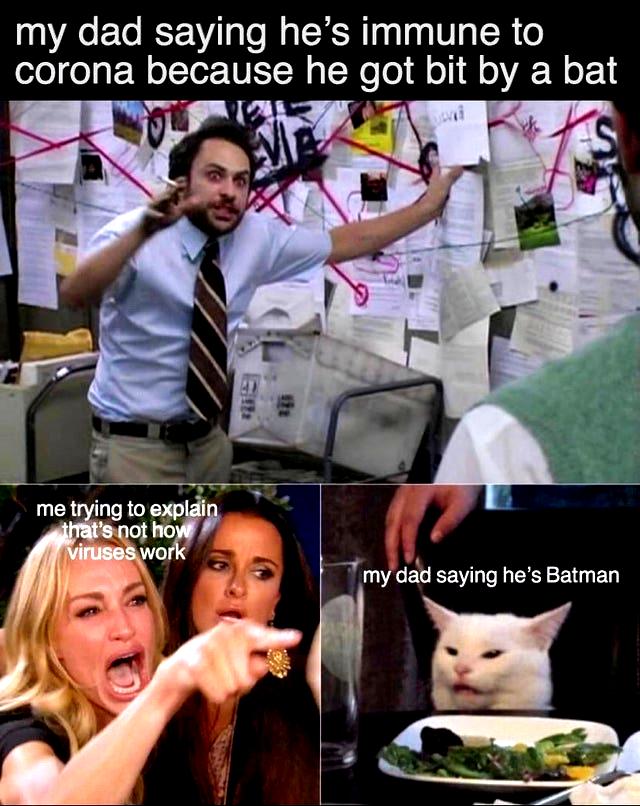 my dad saying he's immune to
corona because he got bit by a bat
me trying to explain
that's not how
viruses work
my dad saying he's Batman